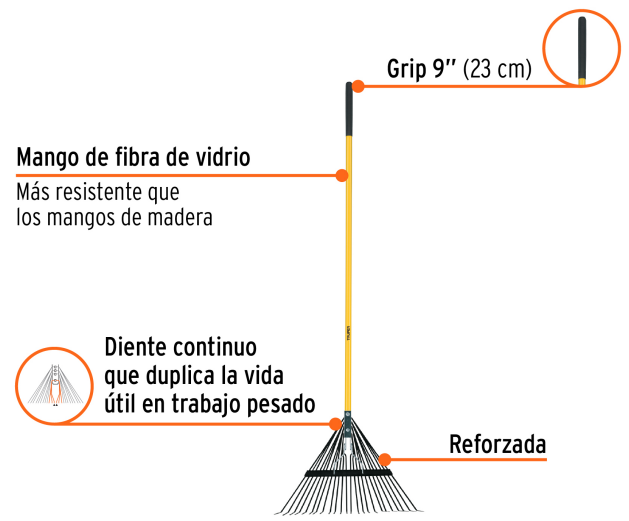 Grip 9’’ (23 cm)
Mango de fibra de vidrio
Más resistente que
los mangos de madera
TRUPER
Diente continuo
que duplica la vida
útil en trabajo pesado
Reforzada